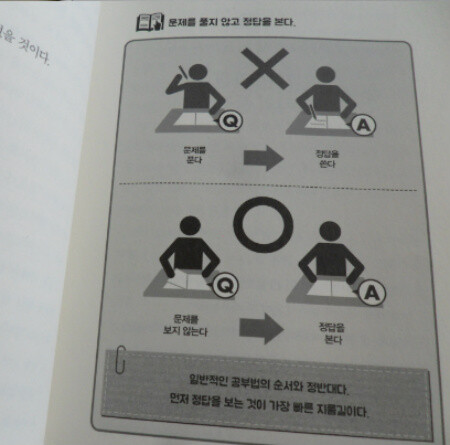 것이다.
문제를 풀지 않고 정답을 본다.
Q
A
문제를
푼다
정답을
쓴다
Q
A
문제를
보지 않는다
정답을
본다
일반적인 공부법의 순서와 정반대다.
먼저 정답을 보는 것이 가장 빠른 지름길이다.